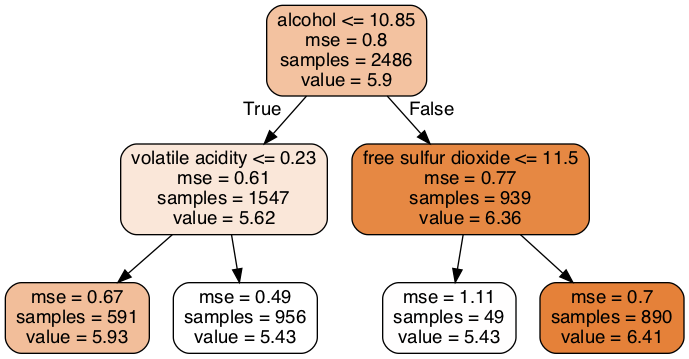 alcohol <= 10.85
mse = 0.8
samples = 2486
value = 5.9
True
False
volatile acidity <= 0.23
mse = 0.61
samples = 1547
value = 5.62
free sulfur dioxide <= 11.5
mse = 0.77
samples = 939
value = 6.36
mse = 0.67
samples = 591
value = 5.93
mse = 0.49
samples = 956
value = 5.43
mse = 1.11
samples = 49
value = 5.43
mse = 0.7
samples = 890
value = 6.41